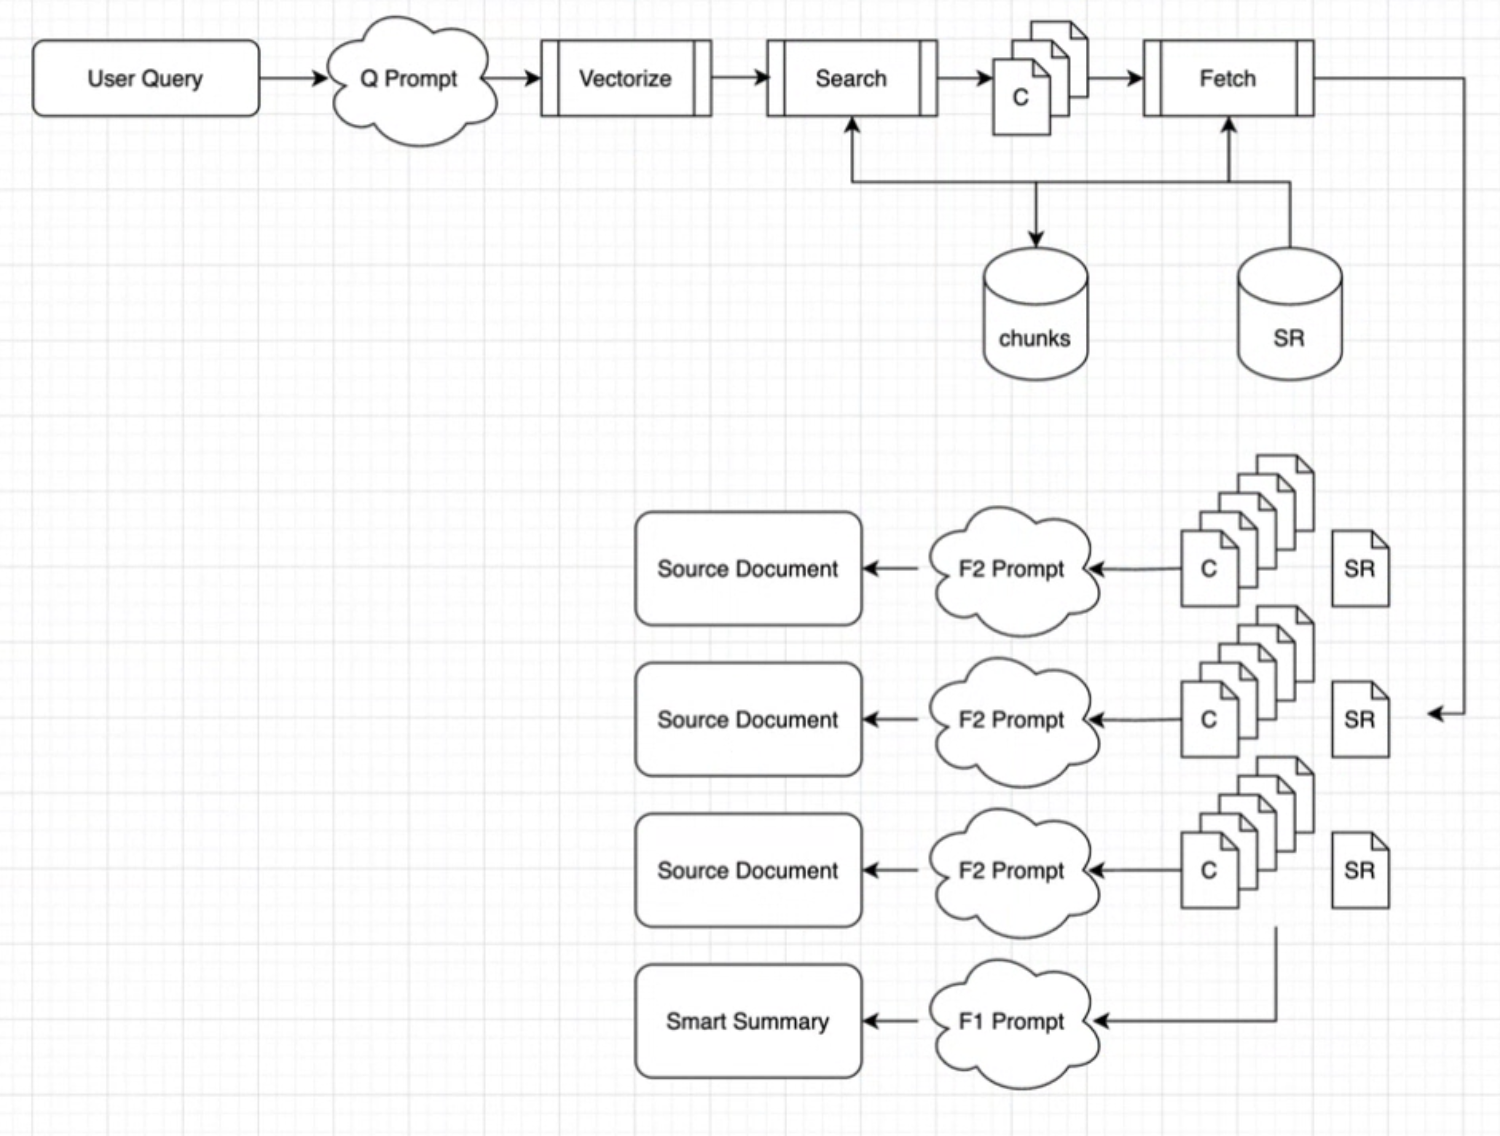 User Query
Q Prompt
Vectorize
Search
C
Fetch
chunks
SR
Source Document
F2 Prompt
C
SR
Source Document
F2 Prompt
C
SR
Source Document
F2 Prompt
C
SR
Smart Summary
F1 Prompt